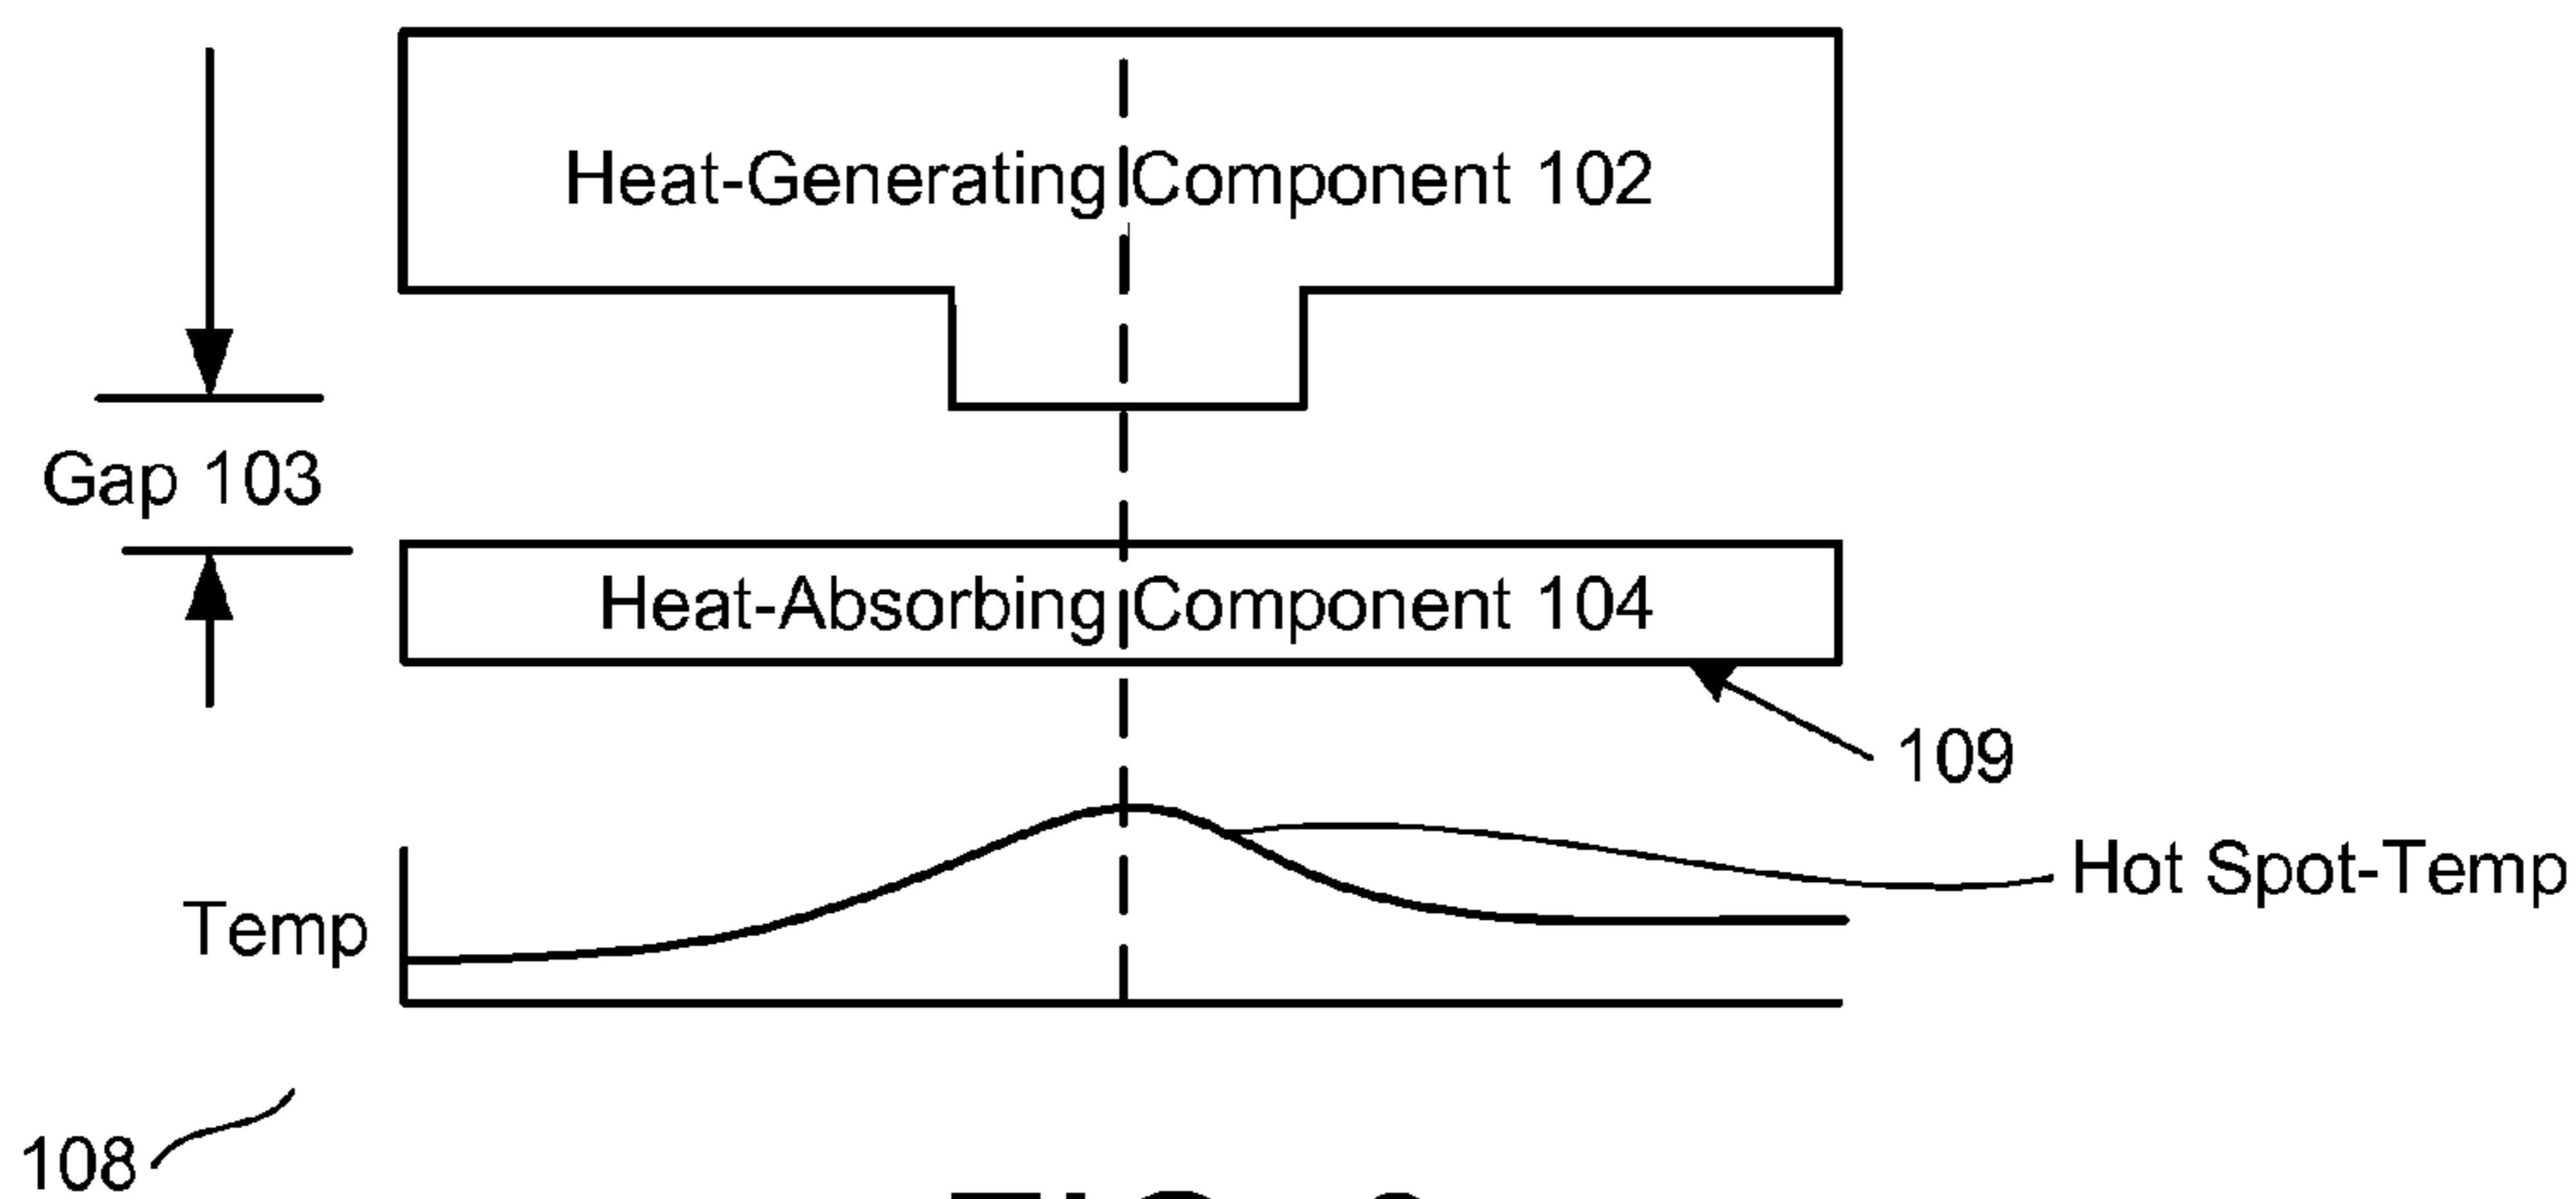 Heat-Generating Component 102
Gap 103
Heat-Absorbing Component 104
109
Hot Spot-Temp
Temp
108